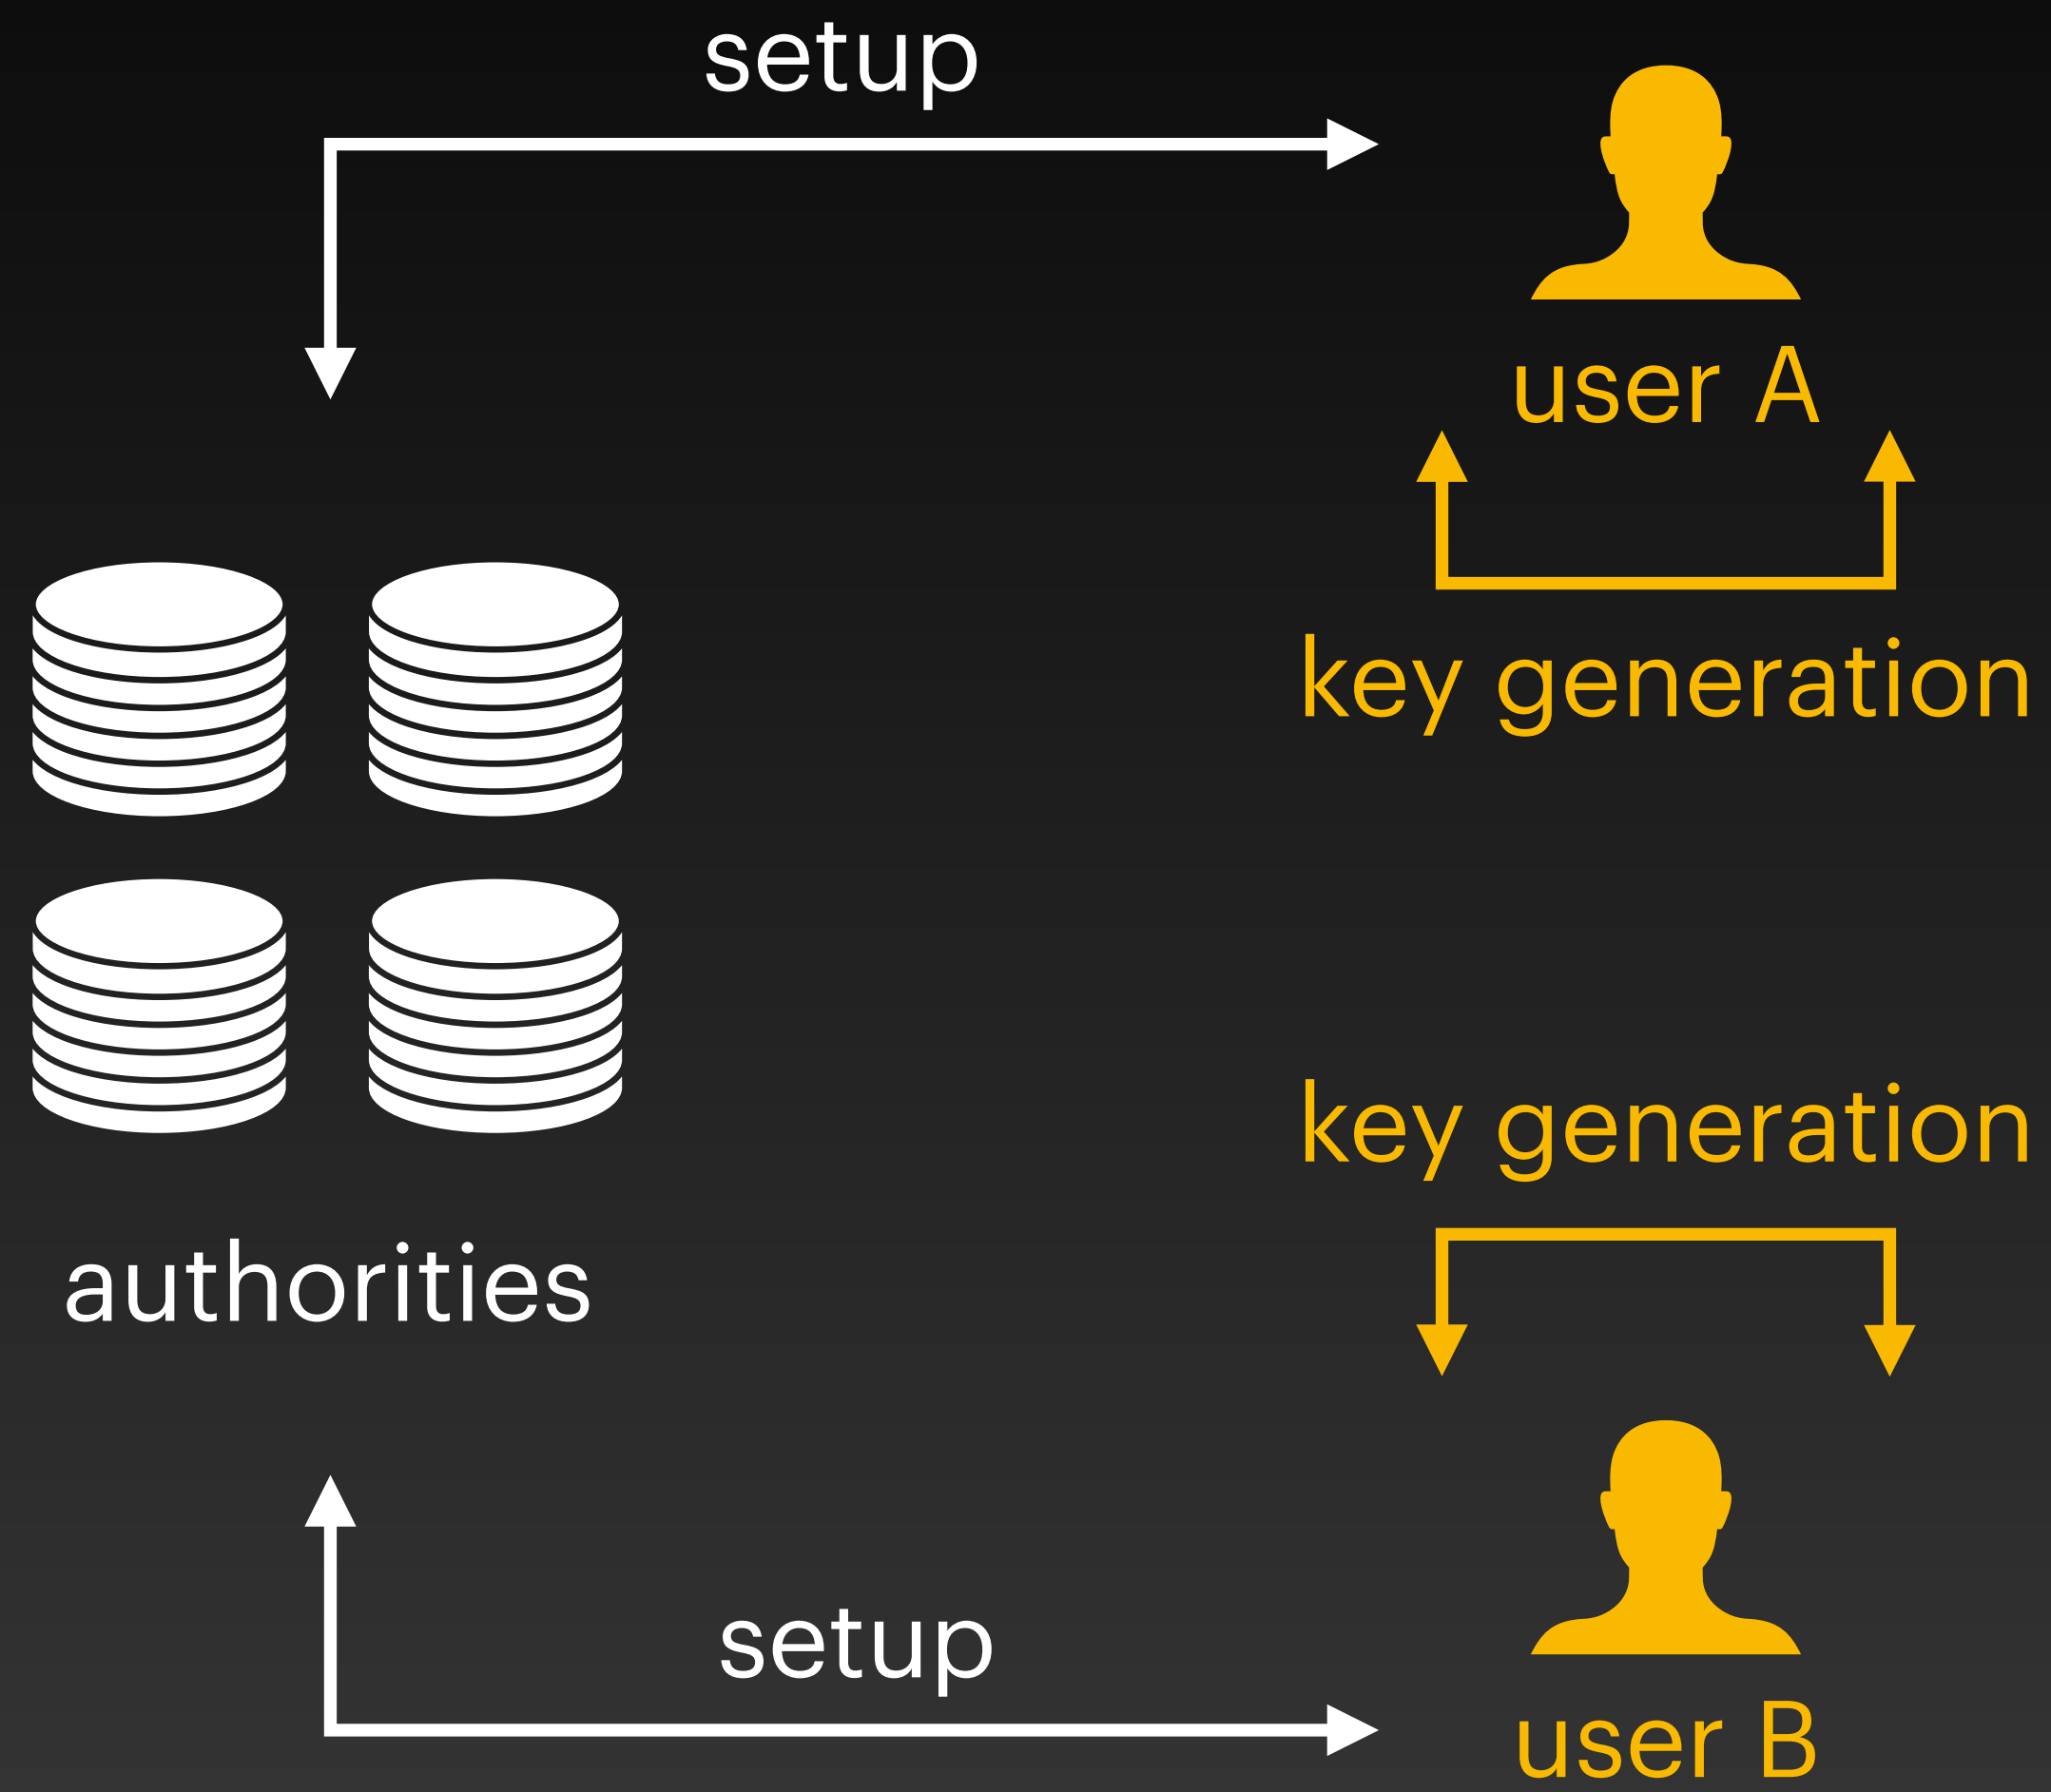 setup
user A
key generation
key generation
authorities
setup
user B